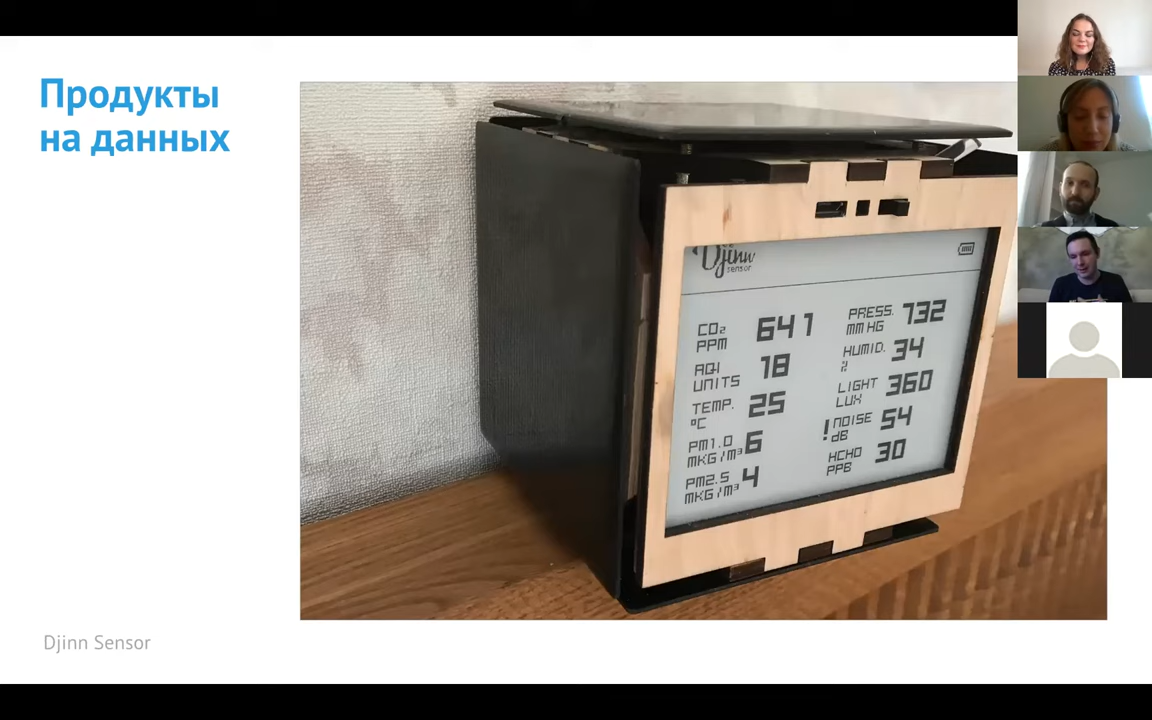 Продукты
на данных
Djinn
sensor
CO₂
PPM
641
AQI
UNITS
18
TEMP.
ºC
25
PM1.0
MKG/M³
6
PM2.5
MKG/M³
4
PRESS.
MM HG
732
HUMID.
%
34
LIGHT
LUX
360
!
NOISE
dB
54
HCHO
PPB
30
Djinn Sensor